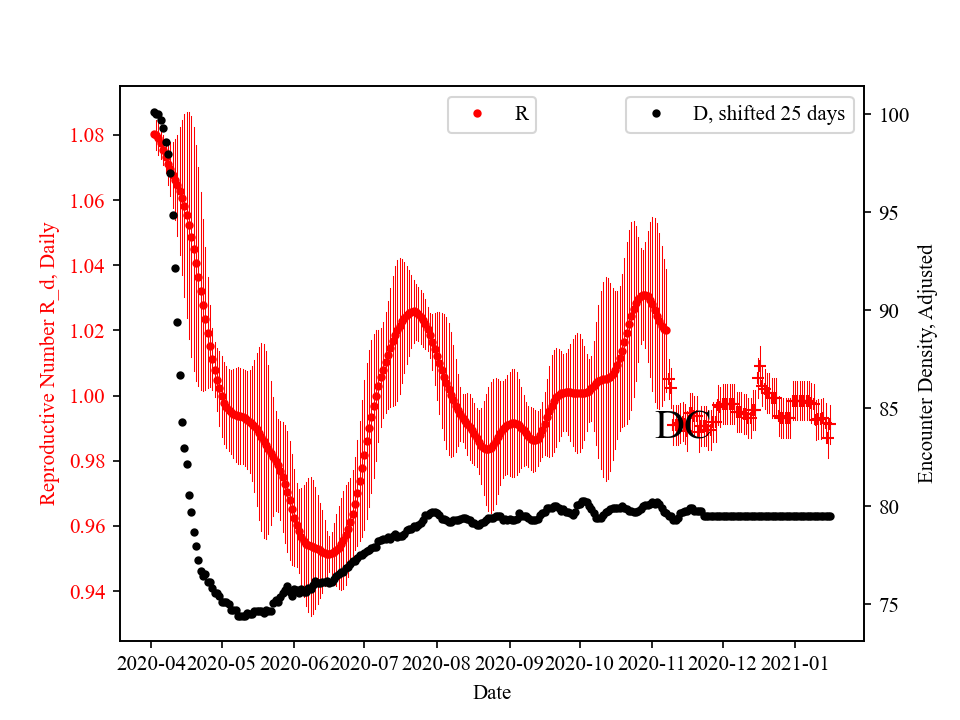 R
D, shifted 25 days
Reproductive Number R_d, Daily
1.08
1.06
1.04
1.02
1.00
0.98
0.96
0.94
DC
100
95
90
85
80
75
Encounter Density, Adjusted
2020-04 2020-05 2020-06 2020-07 2020-08 2020-09 2020-10 2020-11 2020-12 2021-01
Date